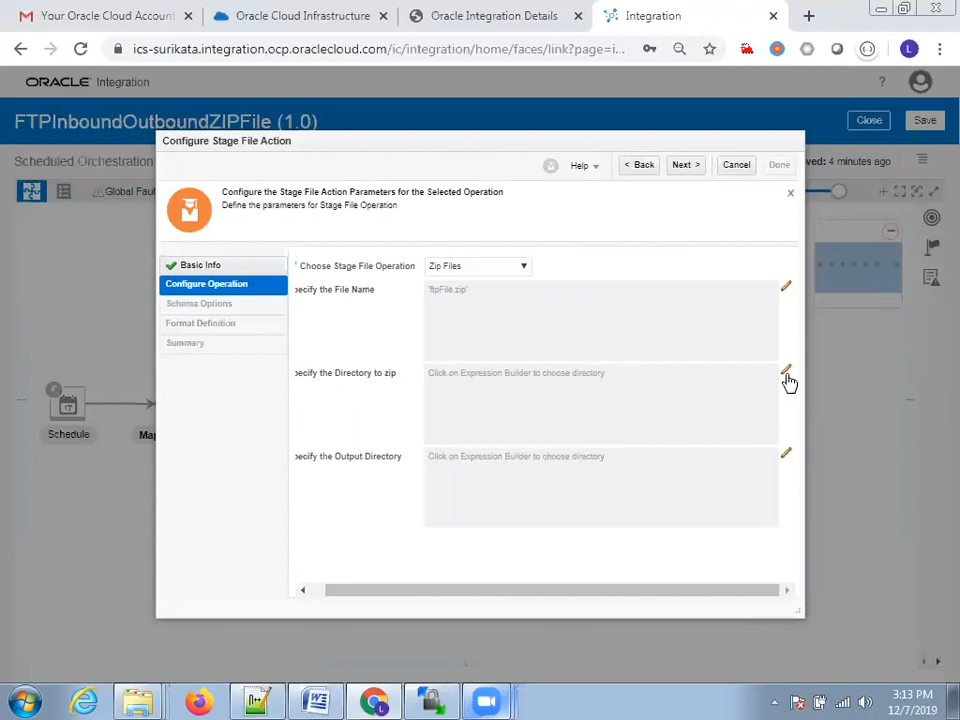 Your Oracle Cloud Account
Oracle Cloud Infrastructure
Oracle Integration Details
Integration
ics-surikata.integration.ocp.oraclecloud.com/ic/integration/home/faces/link?page=i...
L
ORACLE Integration
?
FTPInboundOutboundZIPFile (1.0)
Close
Save
Configure Stage File Action
Scheduled Orchestration
ved: 4 minutes ago
Help
< Back
Next >
Cancel
Done
Global Fau
Configure the Stage File Action Parameters for the Selected Operation
Define the parameters for Stage File Operation
x
Basic Info
* Choose Stage File Operation
Zip Files
Configure Operation
pecify the File Name
'ftpFile.zip'
Schema Options
Format Definition
Summary
pecify the Directory to zip
Click on Expression Builder to choose directory
Schedule
Map
pecify the Output Directory
Click on Expression Builder to choose directory
L
3:13 PM
12/7/2019